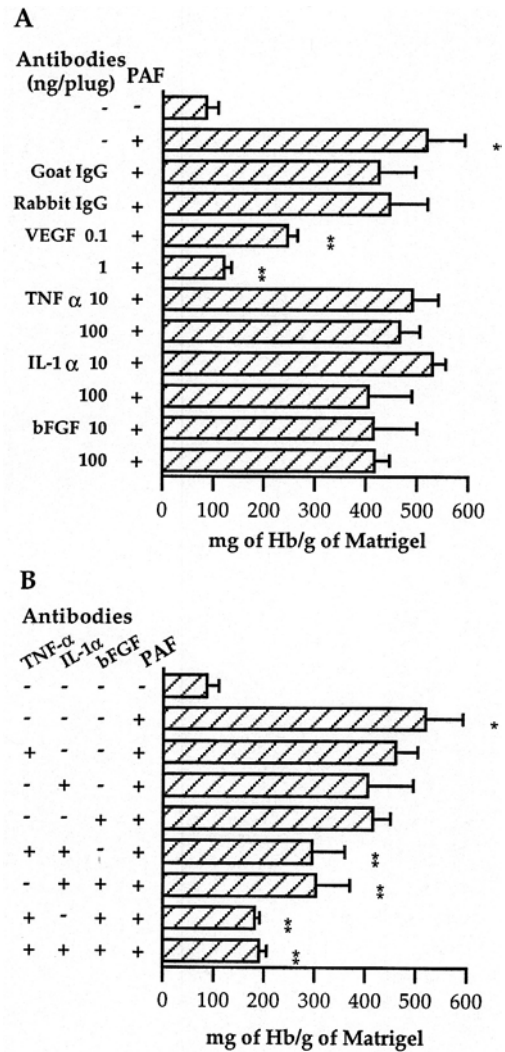 A
Antibodies
(ng/plug) PAF
- -
- + *
Goat IgG +
Rabbit IgG +
VEGF 0.1 + **
1 + **
TNF α 10 +
100 +
IL-1 α 10 +
100 +
bFGF 10 +
100 +
0 100 200 300 400 500 600
mg of Hb/g of Matrigel
B
Antibodies
TNF-α IL-1α bFGF PAF
- - - -
- - - + *
+ - - +
- + - +
- - + +
+ + - + **
- + + + **
+ - + + **
+ + + + **
0 100 200 300 400 500 600
mg of Hb/g of Matrigel